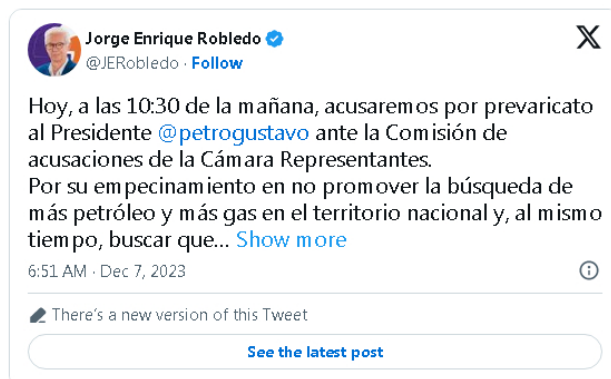 Jorge Enrique Robledo
@JERobledo · Follow
Hoy, a las 10:30 de la mañana, acusaremos por prevaricato
al Presidente @petrogustavo ante la Comisión de
acusaciones de la Cámara Representantes.
Por su empecinamiento en no promover la búsqueda de
más petróleo y más gas en el territorio nacional y, al mismo
tiempo, buscar que... Show more
6:51 AM · Dec 7, 2023
There's a new version of this Tweet
See the latest post